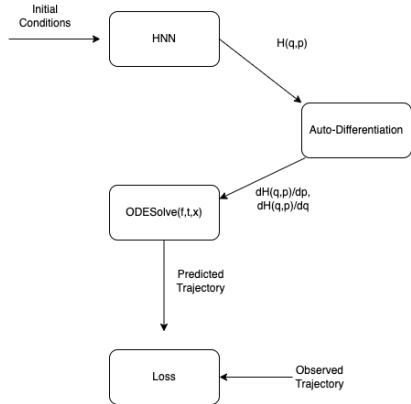 Initial
Conditions
HNN
H(q,p)
Auto-Differentiation
dH(q,p)/dp,
dH(q,p)/dq
ODESolve(f,t,x)
Predicted
Trajectory
Loss
Observed
Trajectory